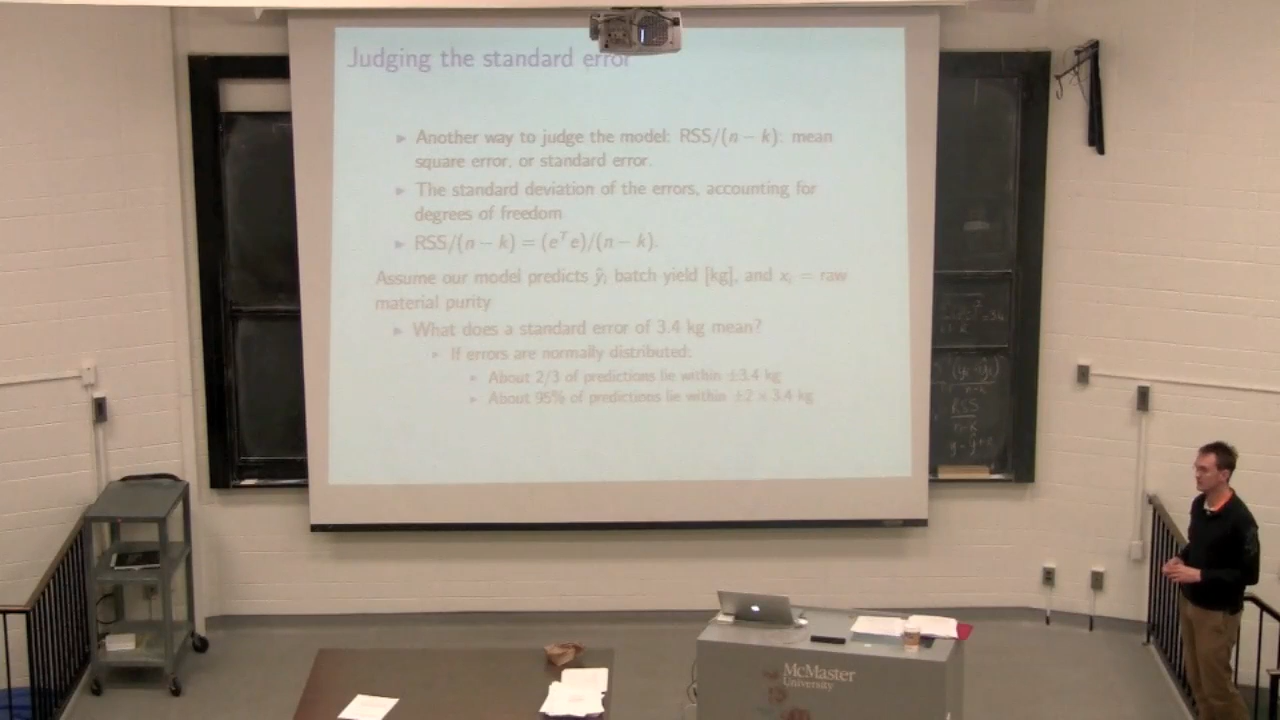 Judging the standard error
▶ Another way to judge the model: RSS/(n − k): mean
square error, or standard error.
▶ The standard deviation of the errors, accounting for
degrees of freedom
▶ RSS/(n − k) = (eᵀe)/(n − k).
Assume our model predicts ŷᵢ batch yield [kg], and xᵢ = raw
material purity
▶ What does a standard error of 3.4 kg mean?
▶ If errors are normally distributed:
▶ About 2/3 of predictions lie within ±3.4 kg
▶ About 95% of predictions lie within ±2 × 3.4 kg
RSS
n-k
McMaster
University